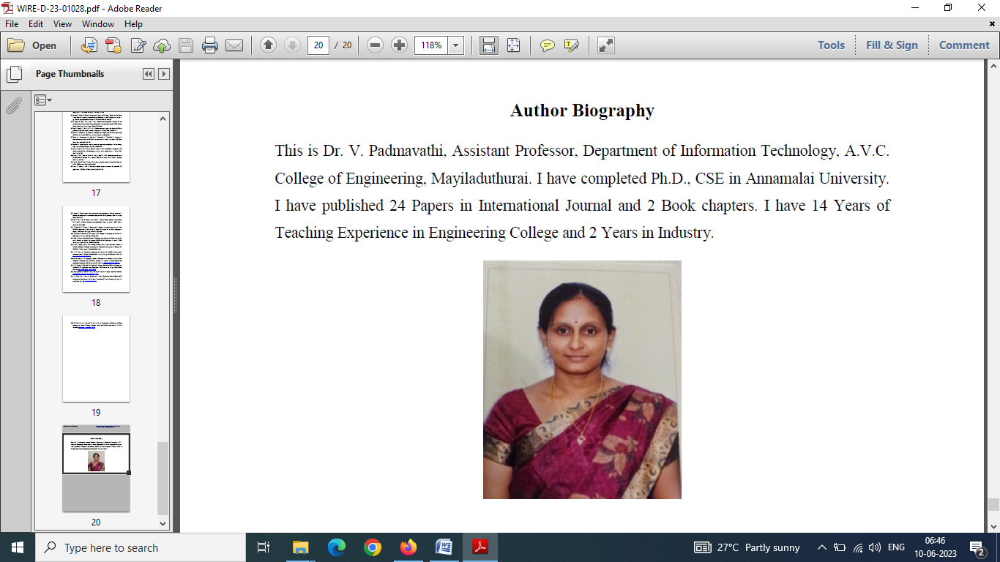 WIRE-D-23-01028.pdf - Adobe Reader
File Edit View Window Help
Open 20 / 20 118% Tools Fill & Sign Comment
Page Thumbnails
17
18
19
20
Author Biography
This is Dr. V. Padmavathi, Assistant Professor, Department of Information Technology, A.V.C.
College of Engineering, Mayiladuthurai. I have completed Ph.D., CSE in Annamalai University.
I have published 24 Papers in International Journal and 2 Book chapters. I have 14 Years of
Teaching Experience in Engineering College and 2 Years in Industry.
Type here to search
27°C Partly sunny
ENG
06:46
10-06-2023
2